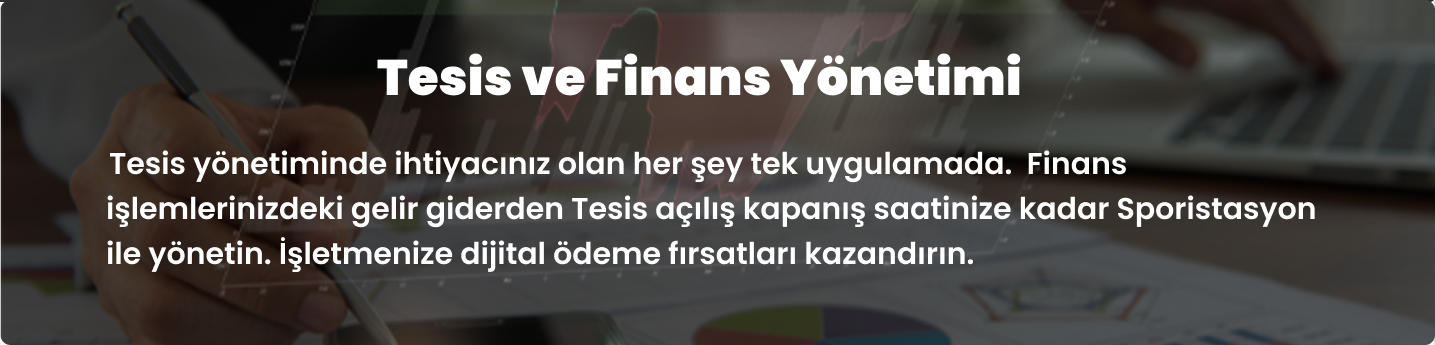 Tesis ve Finans Yönetimi
Tesis yönetiminde ihtiyacınız olan her şey tek uygulamada. Finans
işlemlerinizdeki gelir giderden Tesis açılış kapanış saatinize kadar Sporistasyon
ile yönetin. İşletmenize dijital ödeme fırsatları kazandırın.